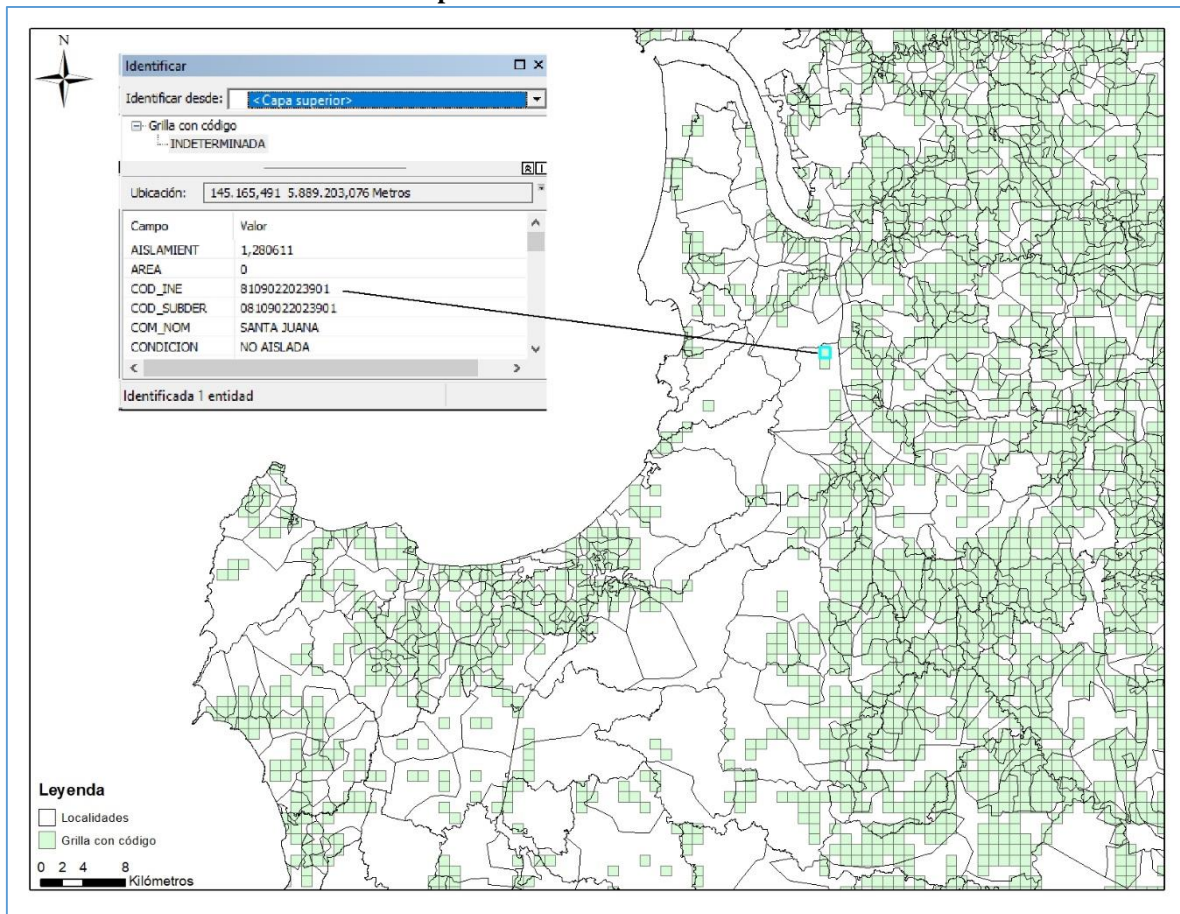 N
Identificar
Identificar desde: <Capa superior>
Grilla con código
INDETERMINADA
Ubicación: 145.165,491 5.889.203,076 Metros
Campo Valor
AISLAMIENT 1,280611
AREA 0
COD_INE 8109022023901
COD_SUBDER 08109022023901
COM_NOM SANTA JUANA
CONDICION NO AISLADA
Identificada 1 entidad
Leyenda
Localidades
Grilla con código
0 2 4 8
Kilómetros